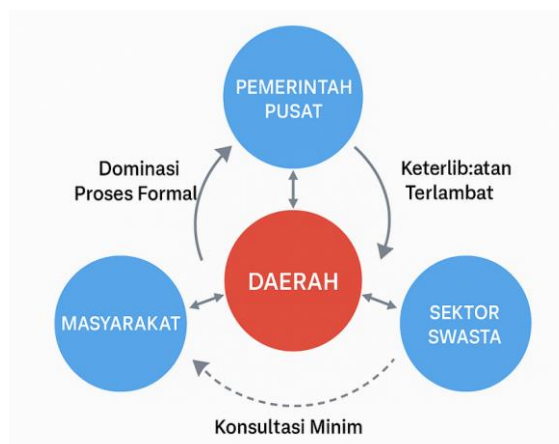 PEMERINTAH
PUSAT
Dominasi
Proses Formal
Keterlib:atan
Terlambat
DAERAH
MASYARAKAT
SEKTOR
SWASTA
Konsultasi Minim